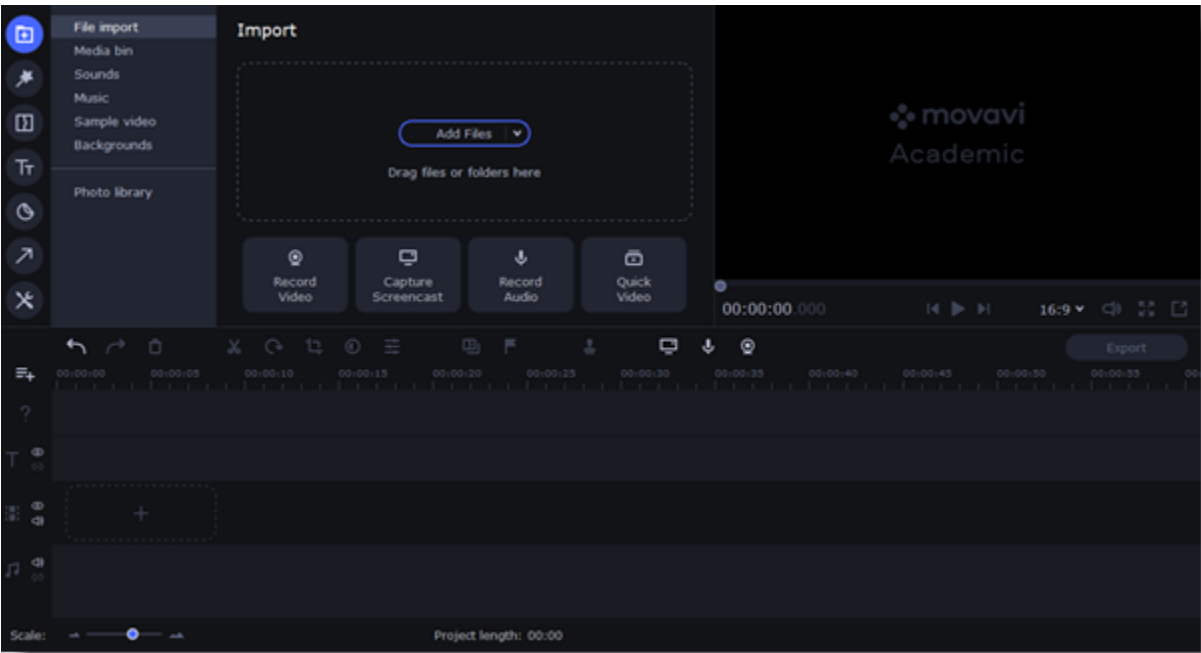 File import
Media bin
Sounds
Music
Sample video
Backgrounds
Photo library
Import
Add Files
Drag files or folders here
Record
Video
Capture
Screencast
Record
Audio
Quick
Video
movavi
Academic
00:00:00.000
16:9
Export
00:00:00 00:00:05 00:00:10 00:00:15 00:00:20 00:00:25 00:00:30 00:00:35 00:00:40 00:00:45 00:00:50 00:00:55 00:
Scale:
Project length: 00:00